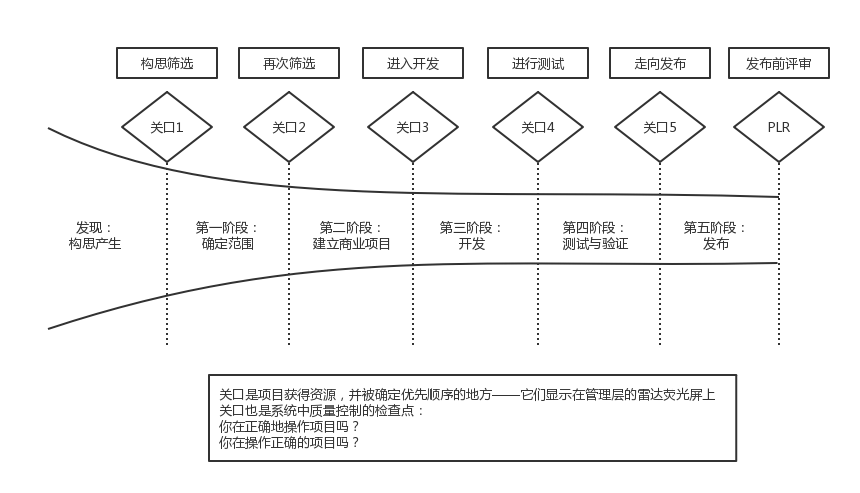 构思筛选
再次筛选
进入开发
进行测试
走向发布
发布前评审
关口1
关口2
关口3
关口4
关口5
PLR
发现：
构思产生
第一阶段：
确定范围
第二阶段：
建立商业项目
第三阶段：
开发
第四阶段：
测试与验证
第五阶段：
发布
关口是项目获得资源，并被确定优先顺序的地方——它们显示在管理层的雷达荧光屏上
关口也是系统中质量控制的检查点：
你在正确地操作项目吗？
你在操作正确的项目吗？